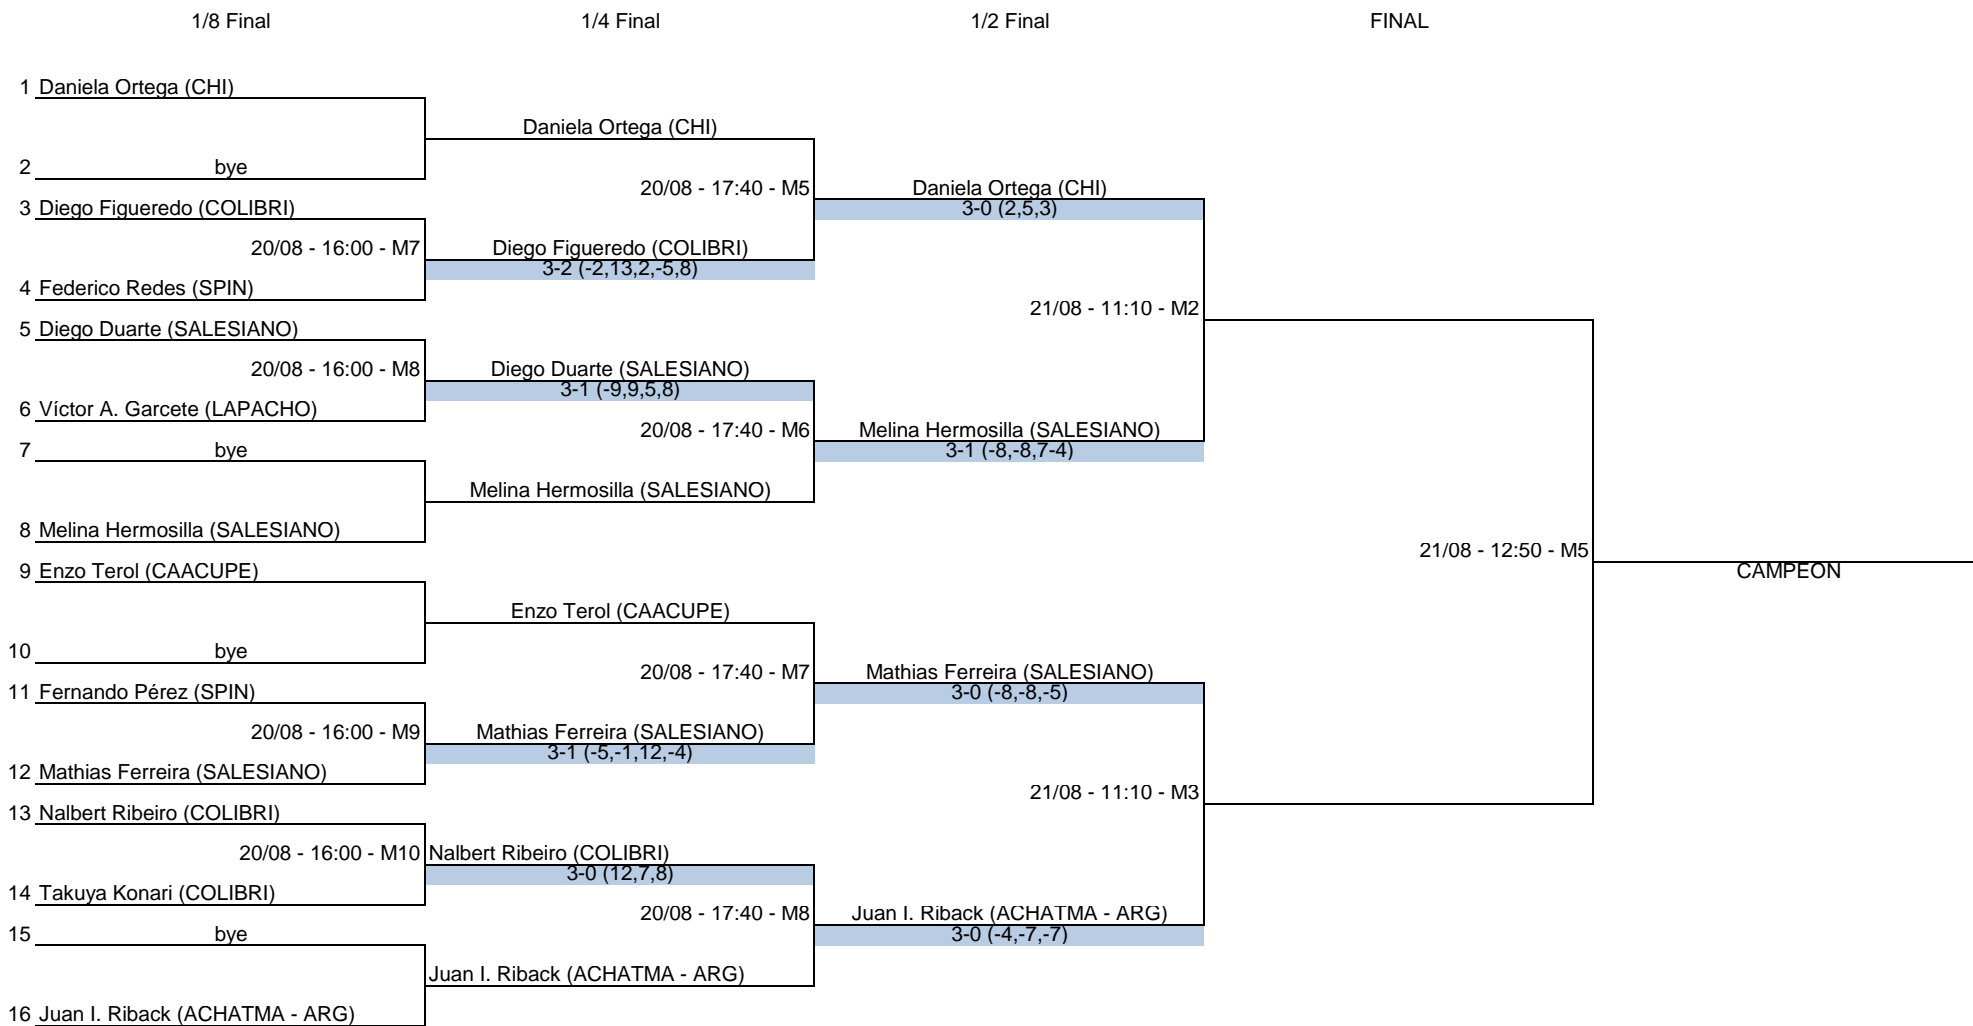 1/8 Final 1/4 Final 1/2 Final FINAL
1 Daniela Ortega (CHI)
Daniela Ortega (CHI)
2 bye
20/08 - 17:40 - M5 Daniela Ortega (CHI)
3 Diego Figueredo (COLIBRI) 3-0 (2,5,3)
20/08 - 16:00 - M7 Diego Figueredo (COLIBRI)
3-2 (-2,13,2,-5,8)
4 Federico Redes (SPIN)
21/08 - 11:10 - M2
5 Diego Duarte (SALESIANO)
20/08 - 16:00 - M8 Diego Duarte (SALESIANO)
3-1 (-9,9,5,8)
6 Víctor A. Garcete (LAPACHO)
20/08 - 17:40 - M6 Melina Hermosilla (SALESIANO)
7 bye 3-1 (-8,-8,7-4)
Melina Hermosilla (SALESIANO)
8 Melina Hermosilla (SALESIANO)
21/08 - 12:50 - M5
9 Enzo Terol (CAACUPE) CAMPEON
Enzo Terol (CAACUPE)
10 bye
20/08 - 17:40 - M7 Mathias Ferreira (SALESIANO)
11 Fernando Pérez (SPIN) 3-0 (-8,-8,-5)
20/08 - 16:00 - M9 Mathias Ferreira (SALESIANO)
3-1 (-5,-1,12,-4)
12 Mathias Ferreira (SALESIANO)
21/08 - 11:10 - M3
13 Nalbert Ribeiro (COLIBRI)
20/08 - 16:00 - M10 Nalbert Ribeiro (COLIBRI)
3-0 (12,7,8)
14 Takuya Konari (COLIBRI)
20/08 - 17:40 - M8 Juan I. Riback (ACHATMA - ARG)
15 bye 3-0 (-4,-7,-7)
Juan I. Riback (ACHATMA - ARG)
16 Juan I. Riback (ACHATMA - ARG)